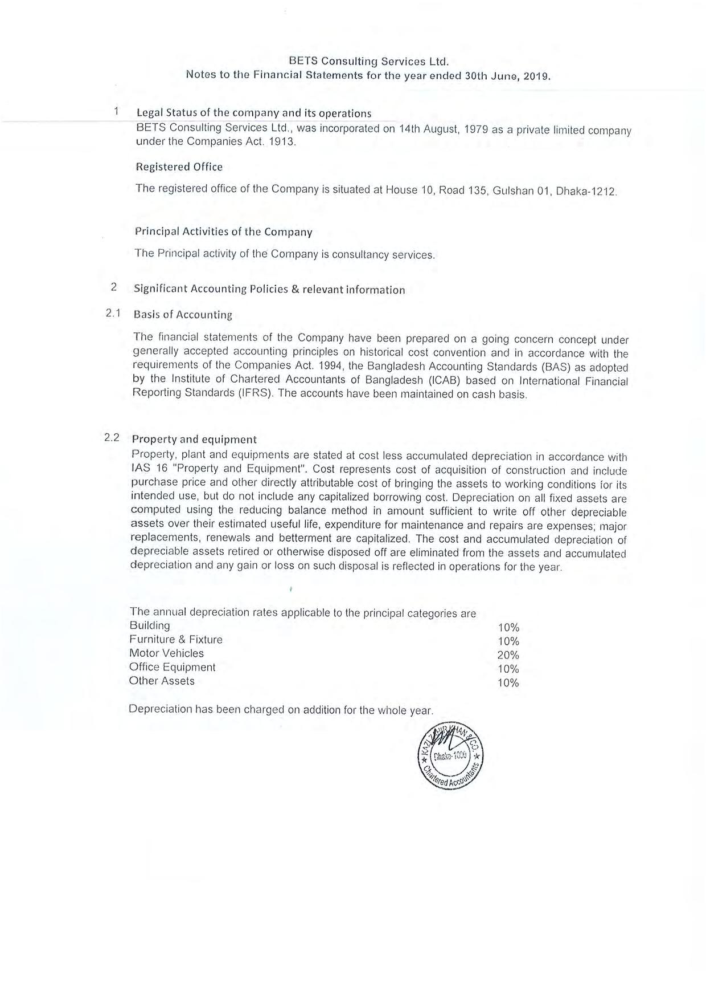 BETS Consulting Services Ltd.
Notes to the Financial Statements for the year ended 30th June, 2019.
1 Legal Status of the company and its operations
BETS Consulting Services Ltd., was incorporated on 14th August, 1979 as a private limited company
under the Companies Act. 1913.
Registered Office
The registered office of the Company is situated at House 10, Road 135, Gulshan 01, Dhaka-1212.
Principal Activities of the Company
The Principal activity of the Company is consultancy services.
2 Significant Accounting Policies & relevant information
2.1 Basis of Accounting
The financial statements of the Company have been prepared on a going concern concept under
generally accepted accounting principles on historical cost convention and in accordance with the
requirements of the Companies Act. 1994, the Bangladesh Accounting Standards (BAS) as adopted
by the Institute of Chartered Accountants of Bangladesh (ICAB) based on International Financial
Reporting Standards (IFRS). The accounts have been maintained on cash basis.
2.2 Property and equipment
Property, plant and equipments are stated at cost less accumulated depreciation in accordance with
IAS 16 "Property and Equipment". Cost represents cost of acquisition of construction and include
purchase price and other directly attributable cost of bringing the assets to working conditions for its
intended use, but do not include any capitalized borrowing cost. Depreciation on all fixed assets are
computed using the reducing balance method in amount sufficient to write off other depreciable
assets over their estimated useful life, expenditure for maintenance and repairs are expenses; major
replacements, renewals and betterment are capitalized. The cost and accumulated depreciation of
depreciable assets retired or otherwise disposed off are eliminated from the assets and accumulated
depreciation and any gain or loss on such disposal is reflected in operations for the year.
The annual depreciation rates applicable to the principal categories are
Building 10%
Furniture & Fixture 10%
Motor Vehicles 20%
Office Equipment 10%
Other Assets 10%
Depreciation has been charged on addition for the whole year.
KHAN & CO.
Dhaka-1000
Chartered Accountants